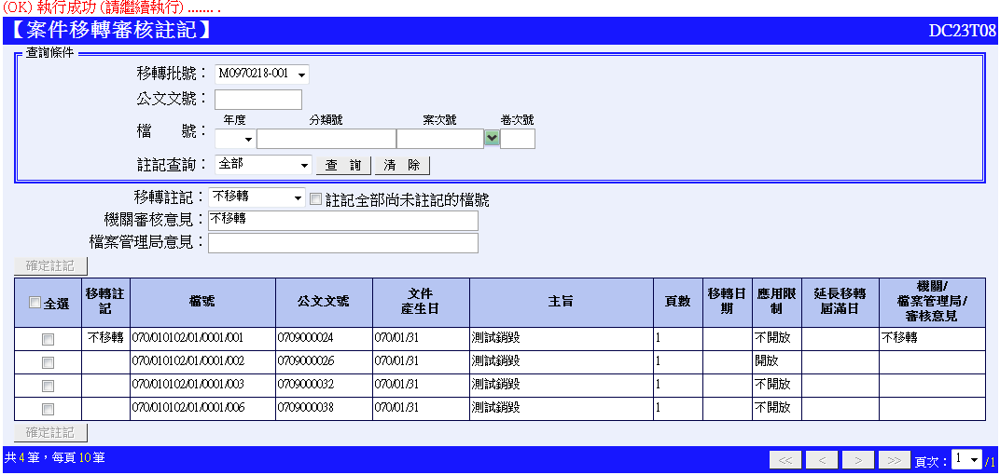 (OK) 執行成功 (請繼續執行) ....... .
【案件移轉審核註記】 DC23T08
查詢條件
移轉批號： M0970218-001
公文文號：
年度 分類號 案次號 卷次號
檔 號：
註記查詢： 全部 查 詢 清 除
移轉註記： 不移轉 註記全部尚未註記的檔號
機關審核意見： 不移轉
檔案管理局意見：
確定註記
全選 移轉註記 檔號 公文文號 文件產生日 主旨 頁數 移轉日期 應用限制 延長移轉屆滿日 機關/檔案管理局/審核意見
不移轉 070/010102/01/0001/001 0709000024 070/01/31 測試銷毀 1 不開放 不移轉
070/010102/01/0001/002 0709000026 070/01/31 測試銷毀 1 開放
070/010102/01/0001/003 0709000032 070/01/31 測試銷毀 1 不開放
070/010102/01/0001/006 0709000038 070/01/31 測試銷毀 1 不開放
確定註記
共4筆，每頁10筆 << < > >> 頁次： 1 /1